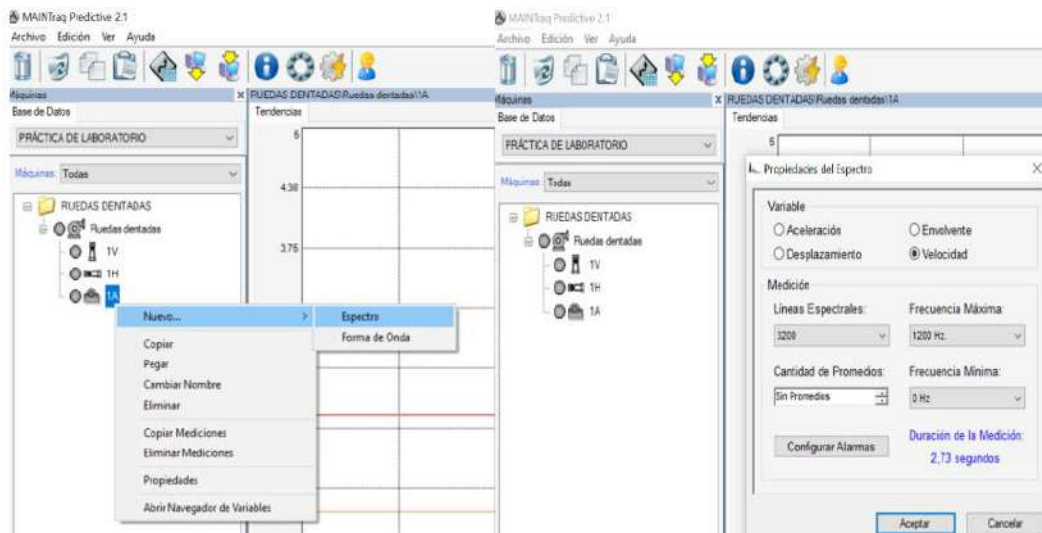 MAINTraq Predictive 2.1
Archivo Edición Ver Ayuda
Máquinas
Base de Datos
PRÁCTICA DE LABORATORIO
Máquinas: Todas
RUEDAS DENTADAS
Ruedas dentadas
1V
1H
1A
RUEDAS DENTADAS\Ruedas dentadas\1A
Tendencias
5
4.38
3.75
Nuevo...
Copiar
Pegar
Cambiar Nombre
Eliminar
Copiar Mediciones
Eliminar Mediciones
Propiedades
Abrir Navegador de Variables
Espectro
Forma de Onda
MAINTraq Predictive 2.1
Archivo Edición Ver Ayuda
Máquinas
Base de Datos
PRÁCTICA DE LABORATORIO
Máquinas: Todas
RUEDAS DENTADAS
Ruedas dentadas
1V
1H
1A
RUEDAS DENTADAS\Ruedas dentadas\1A
Tendencias
5
Propiedades del Espectro
Variable
Aceleración Envolvente
Desplazamiento Velocidad
Medición
Líneas Espectrales: Frecuencia Máxima:
3200 1200 Hz.
Cantidad de Promedios: Frecuencia Mínima:
Sin Promedios 0 Hz
Configurar Alarmas
Duración de la Medición:
2,73 segundos
Aceptar Cancelar